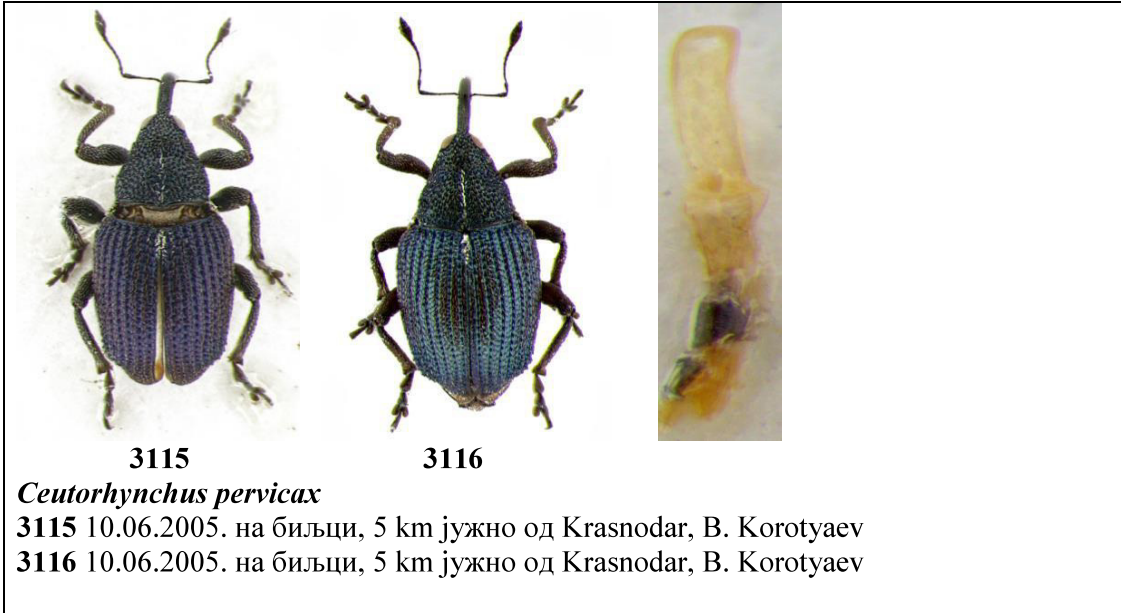 3115 3116
Ceutorhynchus pervicax
3115 10.06.2005. на биљци, 5 km јужно од Krasnodar, B. Korotyaev
3116 10.06.2005. на биљци, 5 km јужно од Krasnodar, B. Korotyaev